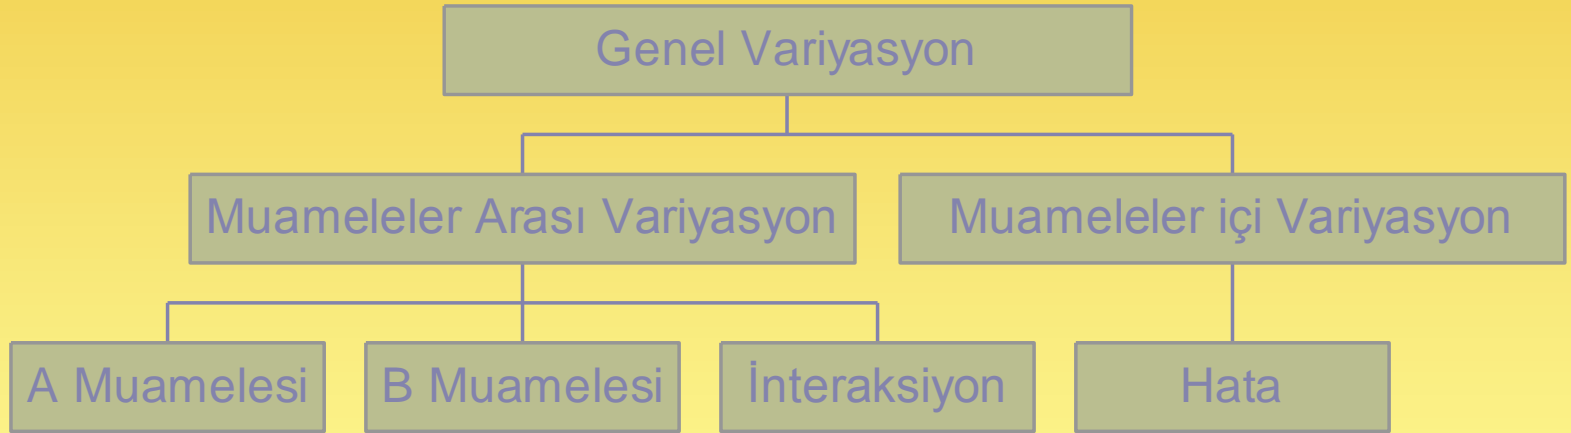 Genel Variyasyon
Muameleler Arası Variyasyon
Muameleler içi Variyasyon
A Muamelesi
B Muamelesi
İnteraksiyon
Hata